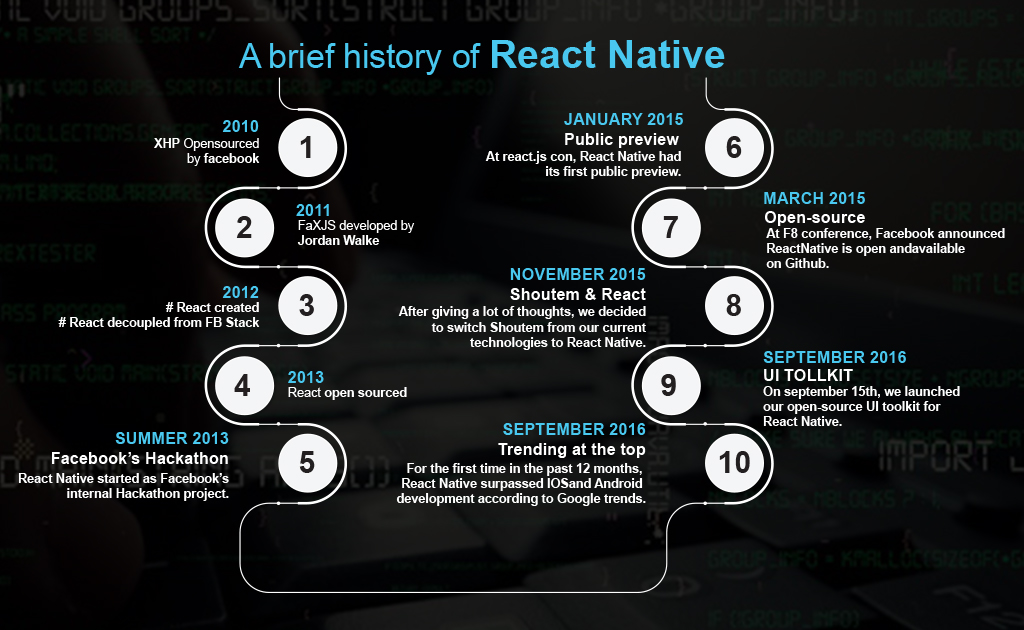 A brief history of React Native
2010
XHP Opensourced
by facebook
1
2
2011
FaXJS developed by
Jordan Walke
2012
# React created
# React decoupled from FB Stack
3
4
2013
React open sourced
SUMMER 2013
Facebook's Hackathon
React Native started as Facebook's
internal Hackathon project.
5
JANUARY 2015
Public preview
At react.js con, React Native had
its first public preview.
6
7
MARCH 2015
Open-source
At F8 conference, Facebook announced
ReactNative is open andavailable
on Github.
NOVEMBER 2015
Shoutem & React
After giving a lot of thoughts, we decided
to switch Shoutem from our current
technologies to React Native.
8
9
SEPTEMBER 2016
UI TOLLKIT
On september 15th, we launched
our open-source UI toolkit for
React Native.
SEPTEMBER 2016
Trending at the top
For the first time in the past 12 months,
React Native surpassed IOSand Android
development according to Google trends.
10